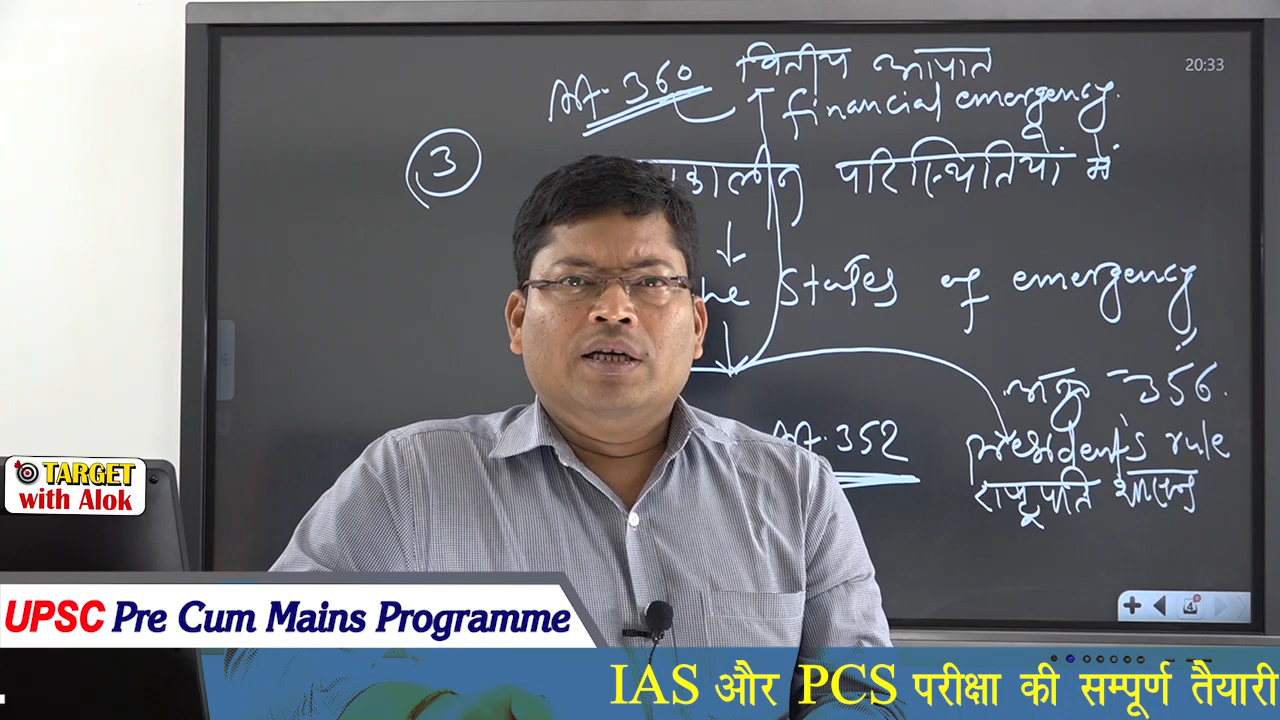 Art. 360 वित्तीय आपात
20:33
financial emergency.
3
कालीन परिस्थितियों में
The States of emergency
अनु 356.
Art. 352
president's rule
राष्ट्रपति शासन
TARGET
with Alok
UPSC Pre Cum Mains Programme
IAS और PCS परीक्षा की सम्पूर्ण तैयारी